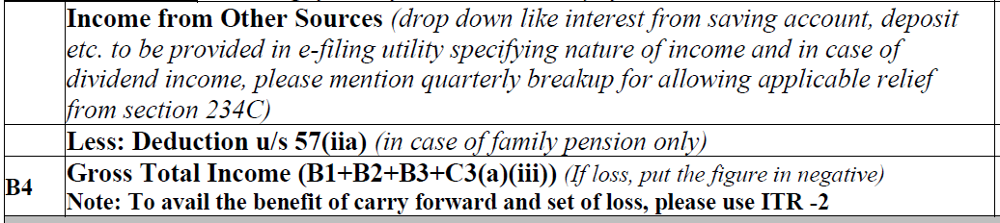 Income from Other Sources (drop down like interest from saving account, deposit
etc. to be provided in e-filing utility specifying nature of income and in case of
dividend income, please mention quarterly breakup for allowing applicable relief
from section 234C)
Less: Deduction u/s 57(iia) (in case of family pension only)
B4 Gross Total Income (B1+B2+B3+C3(a)(iii)) (If loss, put the figure in negative)
Note: To avail the benefit of carry forward and set of loss, please use ITR -2